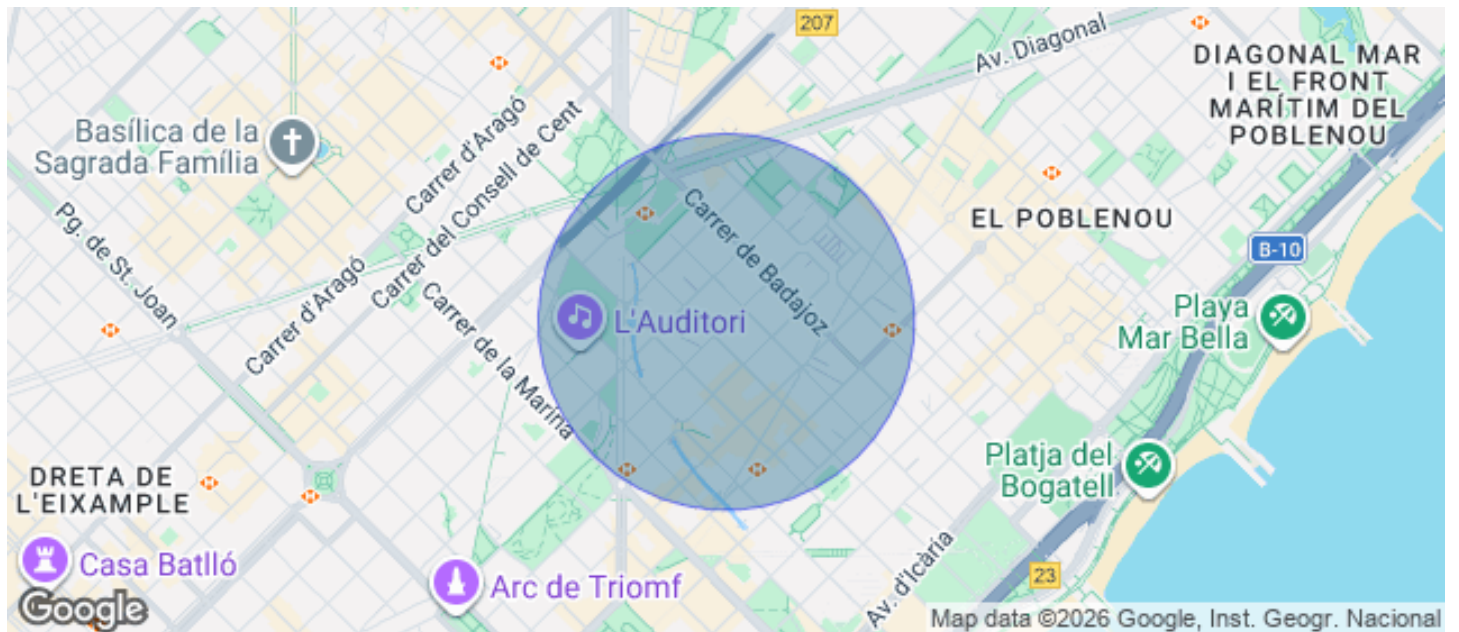 207
Av. Diagonal
DIAGONAL MAR
I EL FRONT
MARÍTIM DEL
POBLENOU
Basílica de la
Sagrada Família
Carrer d'Aragó
Carrer del Consell de Cent
Pg. de St. Joan
Carrer de Badajoz
EL POBLENOU
B-10
Carrer d'Aragó
Carrer de la Marina
L'Auditori
Playa
Mar Bella
DRETA DE
L'EIXAMPLE
Platja del
Bogatell
Casa Batlló
Arc de Triomf
Av. d'Icària
23
Google
Map data ©2026 Google, Inst. Geogr. Nacional